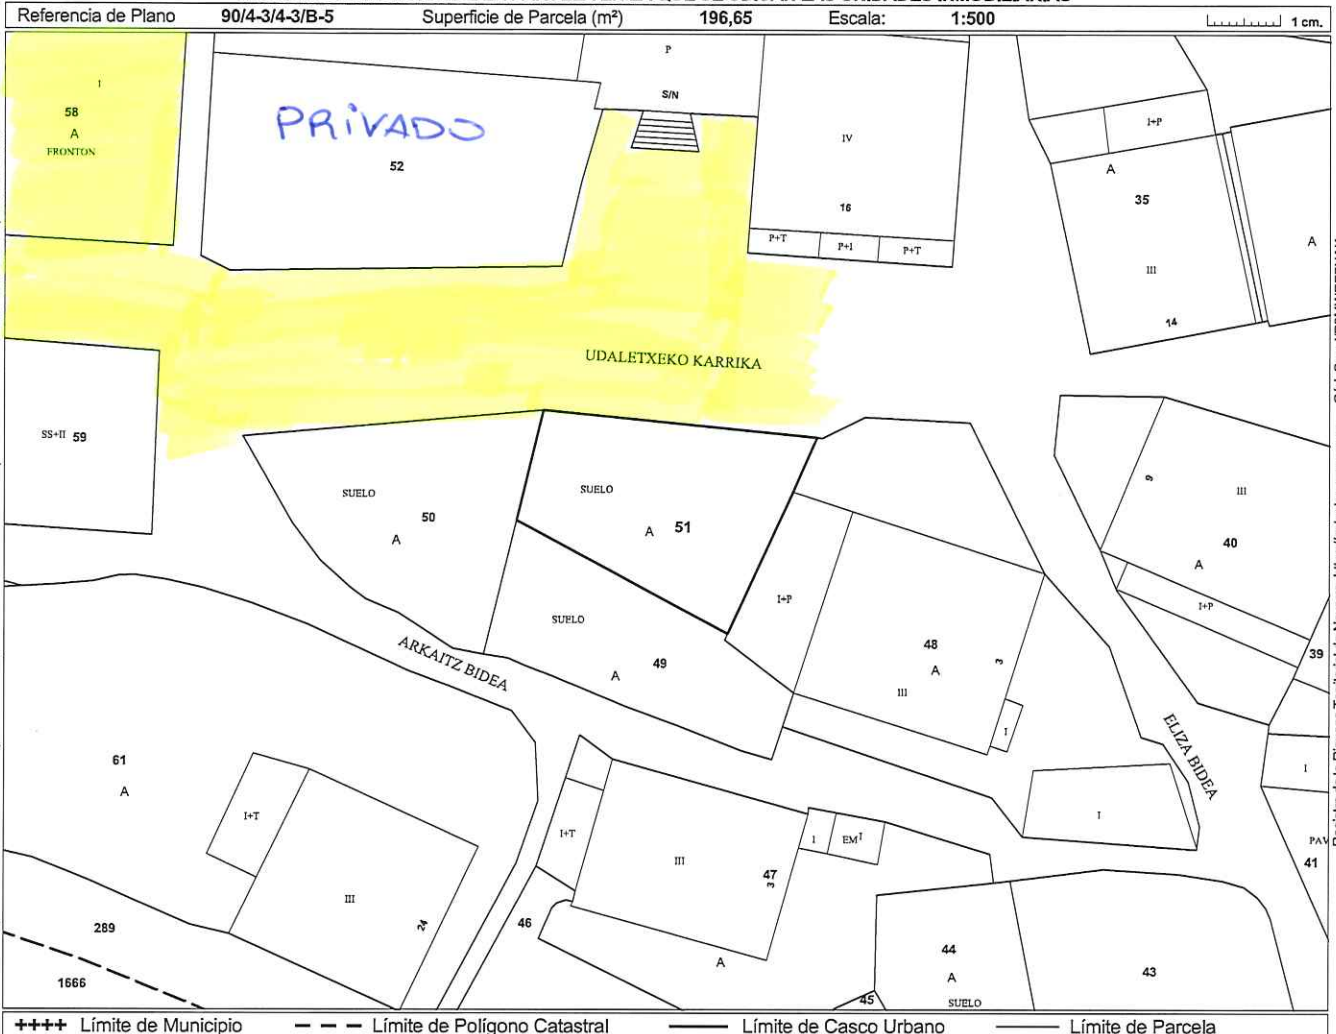 Referencia de Plano 90/4-3/4-3/B-5 Superficie de Parcela (m²) 196,65 Escala: 1:500 1 cm.
P
I
S/N
58
PRIVADO
I+P
A
IV
FRONTON
52
A
35
16
P+T P+I P+T
A
III
14
UDALETXEKO KARRIKA
SS+II 59
SUELO
SUELO
9
III
50
51
A
A
40
A
I+P
I+P
SUELO
48
ARKAITZ BIDEA
49
A
3
39
A
III
ELIZA BIDEA
I
61
I
A
I
I+T
I+T
I
EM I
PAV
III
47
3
41
III
24
46
289
44
A
43
A
1666
45
SUELO
Límite de Municipio Límite de Polígono Catastral Límite de Casco Urbano Límite de Parcela